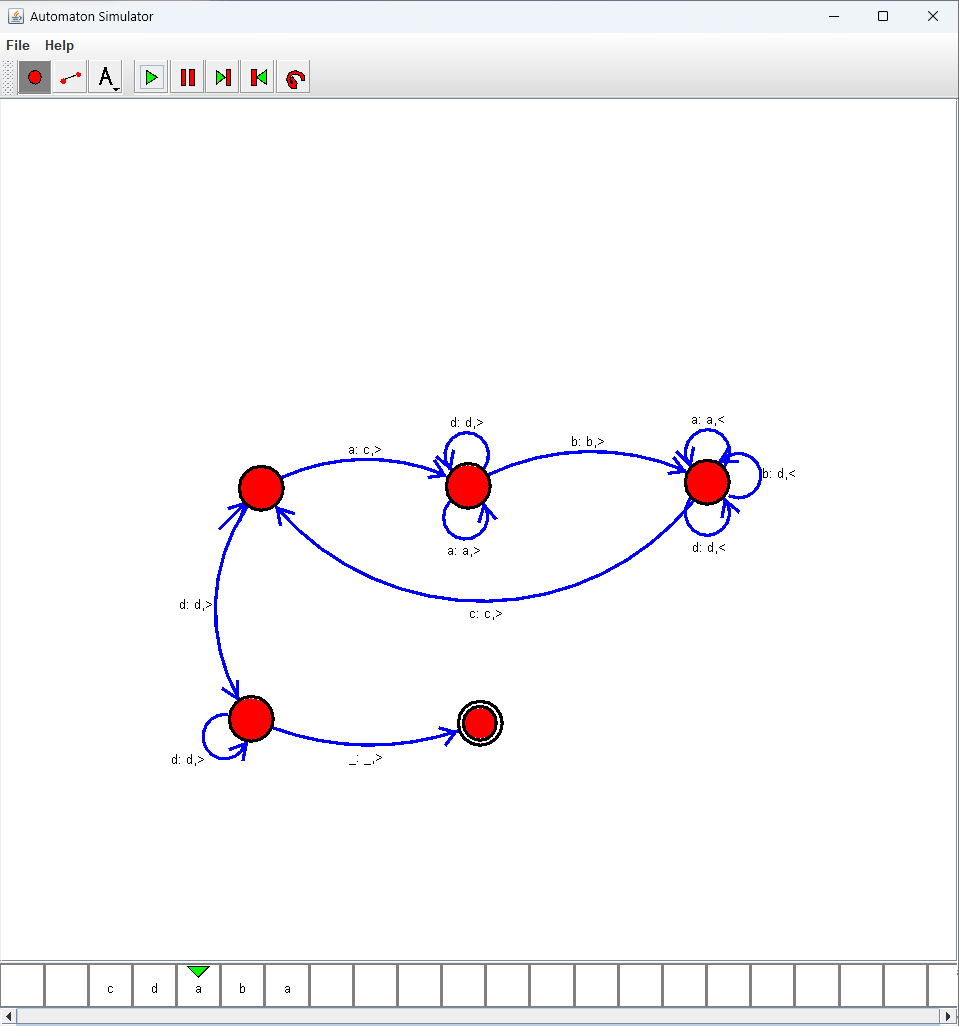 Automaton Simulator
File Help
A
d: d,>
a: a,<
a: c,>
b: b,>
b: d,<
a: a,>
d: d,<
d: d,>
c: c,>
d: d,>
_: _,>
c d a b a